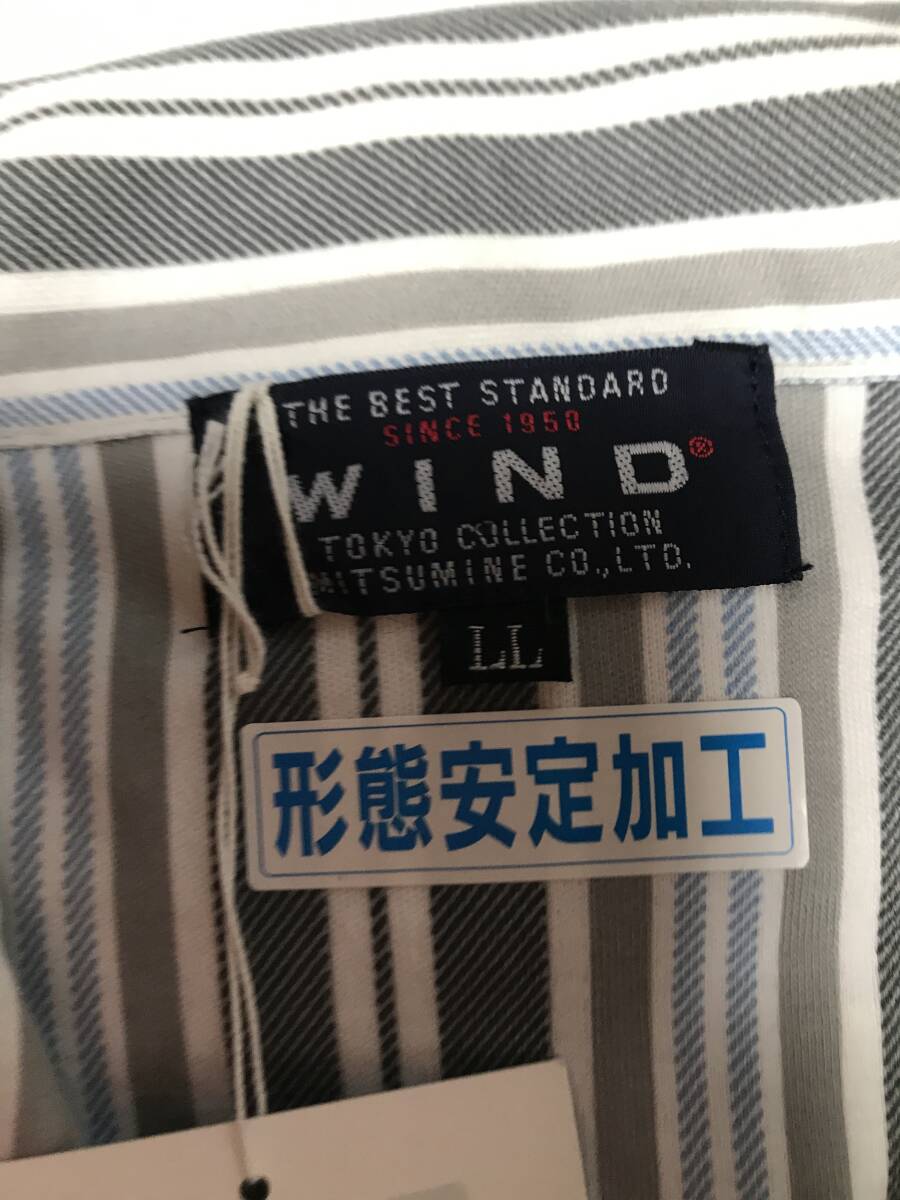 THE BEST STANDARD
SINCE 1950
WIND®
TOKYO COLLECTION
MITSUMINE CO.,LTD.
LL
形態安定加工